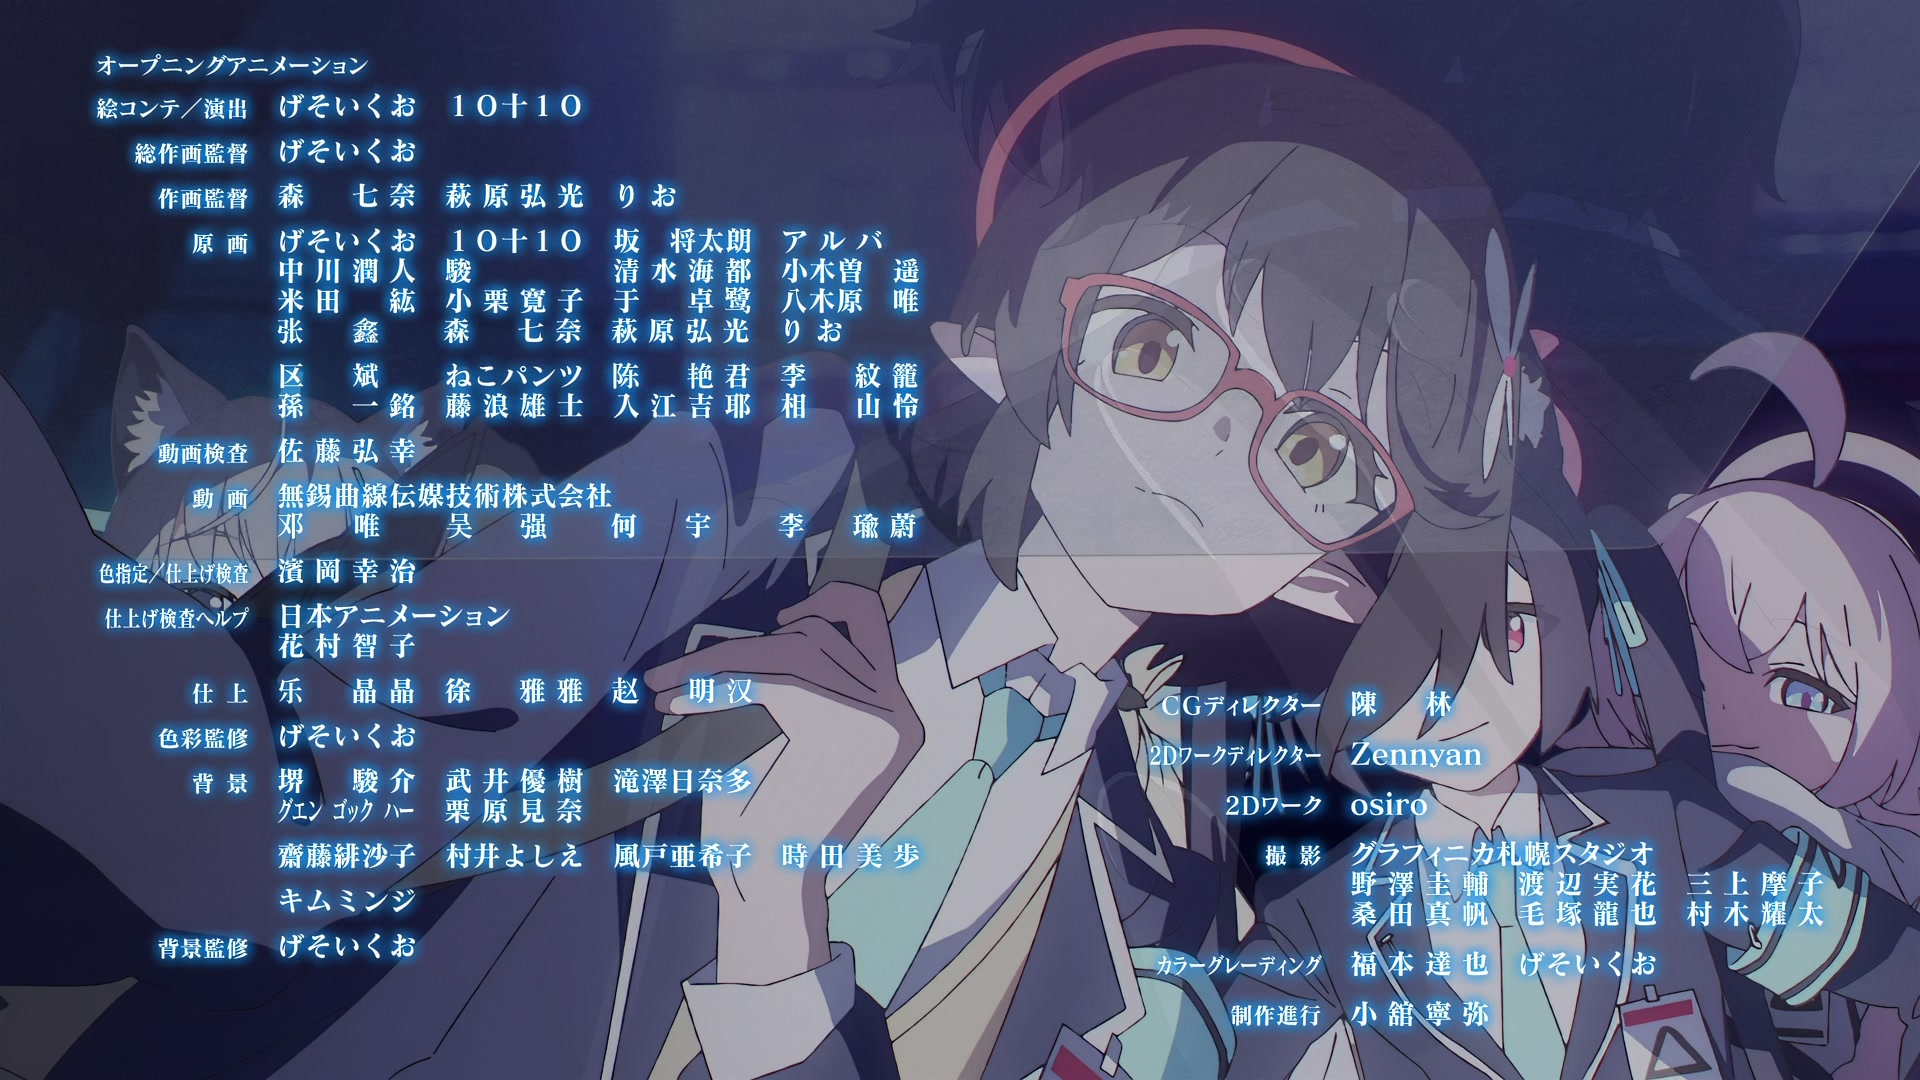 オープニングアニメーション
絵コンテ／演出 げそいくお 10十10
総作画監督 げそいくお
作画監督 森 七奈 萩原弘光 りお
原画 げそいくお 10十10 坂 将太朗 アルバ
中川潤人 駿 清水海都 小木曽 遥
米田 紘 小栗寛子 于 卓鹭 八木原 唯
张 鑫 森 七奈 萩原弘光 りお
区 斌 ねこパンツ 陈 艳君 李 紋籠
孫 一銘 藤浪雄士 入江吉耶 相 山怜
動画検査 佐藤弘幸
動画 無錫曲線伝媒技術株式会社
邓 唯 吴 强 何 宇 李 瑜蔚
色指定／仕上げ検査 濱岡幸治
仕上げ検査ヘルプ 日本アニメーション
花村智子
仕上 乐 晶晶 徐 雅雅 赵 明汉
色彩監修 げそいくお
背景 堺 駿介 武井優樹 滝澤日奈多
グエン ゴック ハー 栗原見奈
齋藤緋沙子 村井よしえ 風戸亜希子 時田美歩
キムミンジ
背景監修 げそいくお
CGディレクター 陳 林
2Dワークディレクター Zennyan
2Dワーク osiro
撮影 グラフィニカ札幌スタジオ
野澤圭輔 渡辺実花 三上摩子
桑田真帆 毛塚龍也 村木耀太
カラーグレーディング 福本達也 げそいくお
制作進行 小舘寧弥